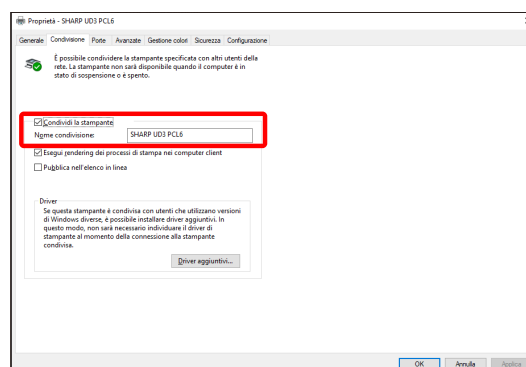 Proprietà - SHARP UD3 PCL6
Generale Condivisione Porte Avanzate Gestione colori Sicurezza Configurazione
È possibile condividere la stampante specificata con altri utenti della
rete. La stampante non sarà disponibile quando il computer è in
stato di sospensione o è spento.
Condividi la stampante
Nome condivisione: SHARP UD3 PCL6
Esegui rendering dei processi di stampa nei computer client
Pubblica nell'elenco in linea
Driver
Se questa stampante è condivisa con utenti che utilizzano versioni
di Windows diverse, è possibile installare driver aggiuntivi. In
questo modo, non sarà necessario individuare il driver di
stampante al momento della connessione alla stampante
condivisa.
Driver aggiuntivi...
OK Annulla Applica